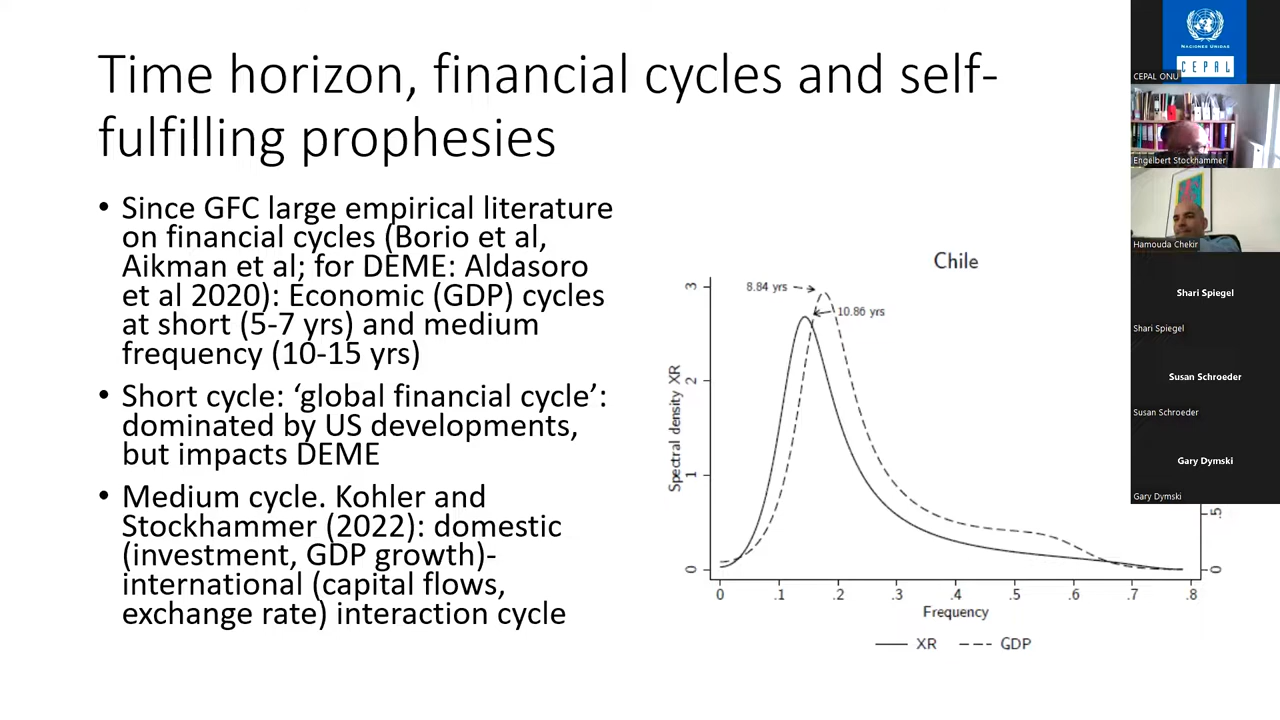 Time horizon, financial cycles and self-
fulfilling prophesies
• Since GFC large empirical literature
on financial cycles (Borio et al,
Aikman et al; for DEME: Aldasoro
et al 2020): Economic (GDP) cycles
at short (5-7 yrs) and medium
frequency (10-15 yrs)
• Short cycle: ‘global financial cycle’:
dominated by US developments,
but impacts DEME
• Medium cycle. Kohler and
Stockhammer (2022): domestic
(investment, GDP growth)-
international (capital flows,
exchange rate) interaction cycle
Chile
8.84 yrs
10.86 yrs
Spectral density XR
3
2
1
0
.5
0
0 .1 .2 .3 .4 .5 .6 .7 .8
Frequency
XR GDP
NACIONES UNIDAS
CEPAL
CEPAL ONU
Engelbert Stockhammer
Hamouda Chekir
Shari Spiegel
Shari Spiegel
Susan Schroeder
Susan Schroeder
Gary Dymski
Gary Dymski